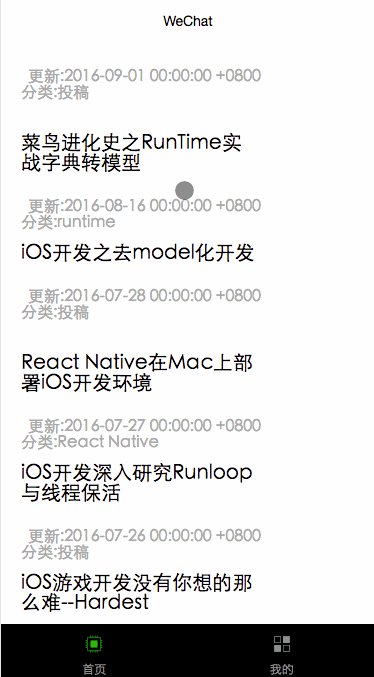 WeChat
更新:2016-09-01 00:00:00 +0800
分类:投稿
菜鸟进化史之RunTime实
战字典转模型
更新:2016-08-16 00:00:00 +0800
分类:runtime
iOS开发之去model化开发
更新:2016-07-28 00:00:00 +0800
分类:投稿
React Native在Mac上部
署iOS开发环境
更新:2016-07-27 00:00:00 +0800
分类:React Native
iOS开发深入研究Runloop
与线程保活
更新:2016-07-26 00:00:00 +0800
分类:投稿
iOS游戏开发没有你想的那
么难--Hardest
首页
我的